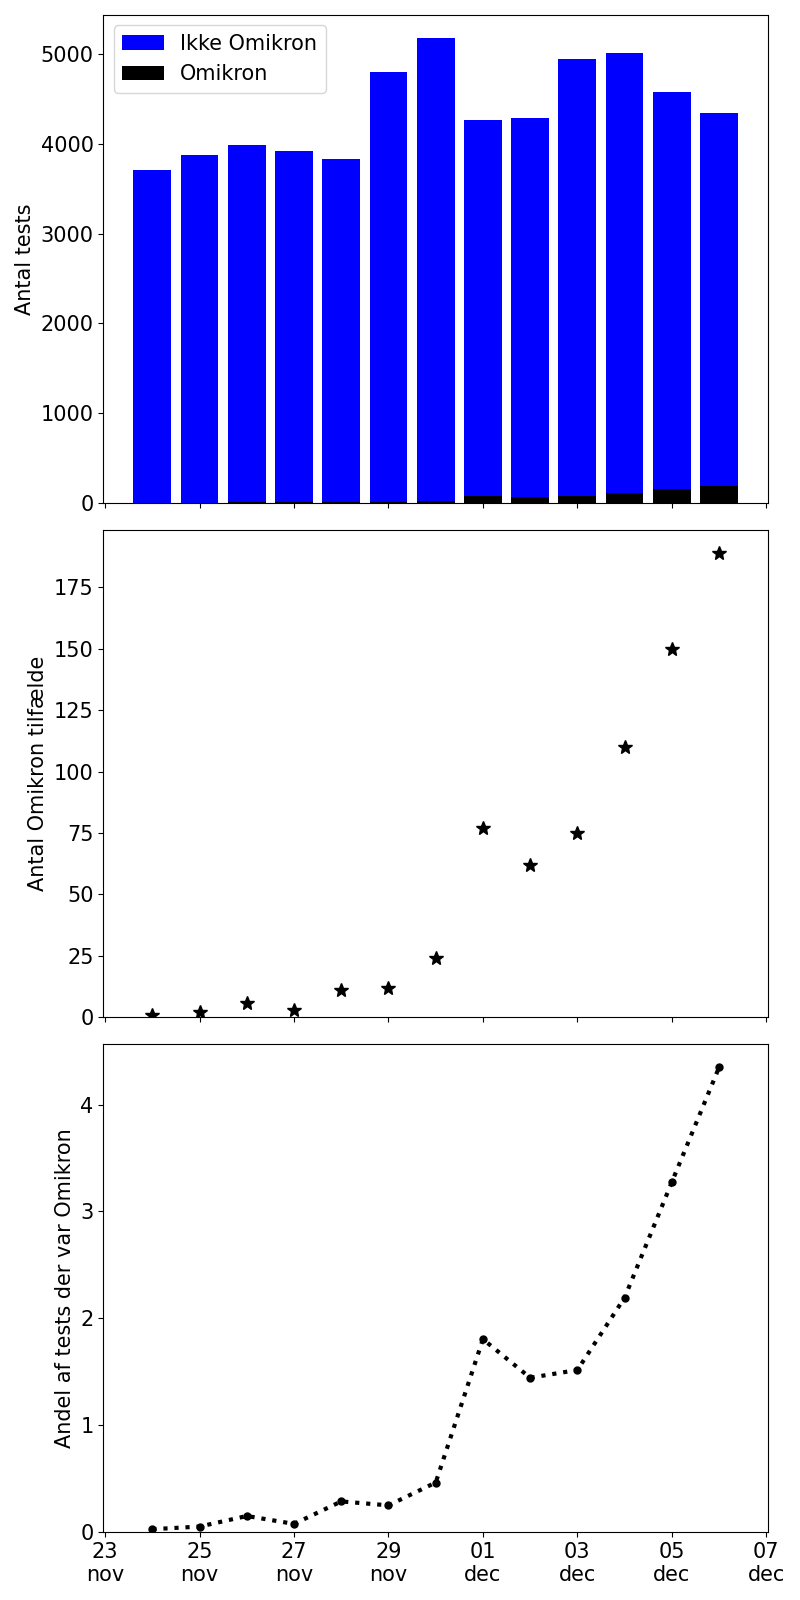 Ikke Omikron
Omikron
Antal tests
5000
4000
3000
2000
1000
0
Antal Omikron tilfælde
175
150
125
100
75
50
25
0
Andel af tests der var Omikron
4
3
2
1
0
23 25 27 29 01 03 05 07
nov nov nov nov dec dec dec dec